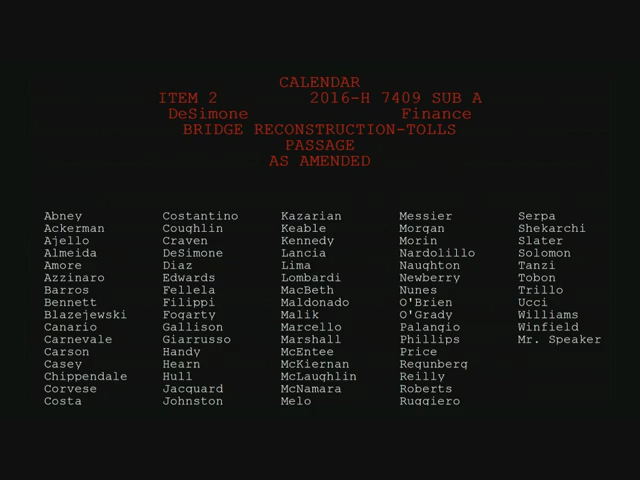 CALENDAR
ITEM 2 2016-H 7409 SUB A
DeSimone Finance
BRIDGE RECONSTRUCTION-TOLLS
PASSAGE
AS AMENDED
Abney Costantino Kazarian Messier Serpa
Ackerman Coughlin Keable Morgan Shekarchi
Ajello Craven Kennedy Morin Slater
Almeida DeSimone Lancia Nardolillo Solomon
Amore Diaz Lima Naughton Tanzi
Azzinaro Edwards Lombardi Newberry Tobon
Barros Fellela MacBeth Nunes Trillo
Bennett Filippi Maldonado O'Brien Ucci
Blazejewski Fogarty Malik O'Grady Williams
Canario Gallison Marcello Palangio Winfield
Carnevale Giarrusso Marshall Phillips Mr. Speaker
Carson Handy McEntee Price
Casey Hearn McKiernan Regunberg
Chippendale Hull McLaughlin Reilly
Corvese Jacquard McNamara Roberts
Costa Johnston Melo Ruggiero